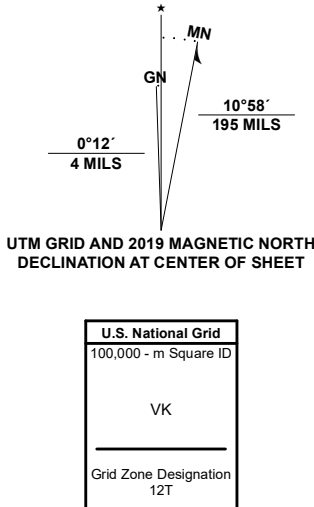 ★
MN
GN
10°58´
195 MILS
0°12´
4 MILS
UTM GRID AND 2019 MAGNETIC NORTH
DECLINATION AT CENTER OF SHEET
U.S. National Grid
100,000 - m Square ID
VK
Grid Zone Designation
12T